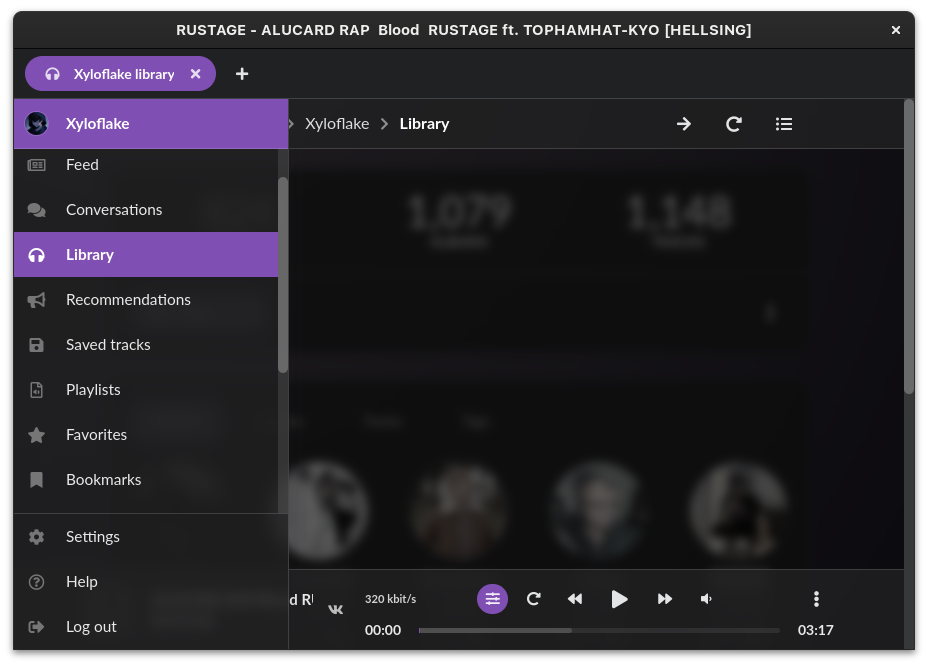 RUSTAGE - ALUCARD RAP Blood RUSTAGE ft. TOPHAMHAT-KYO [HELLSING]
Xyloflake library
Xyloflake
Xyloflake
Library
Feed
Conversations
Library
Recommendations
Saved tracks
Playlists
Favorites
Bookmarks
Settings
Help
Log out
1,079
1,148
d RU
320 kbit/s
00:00
03:17